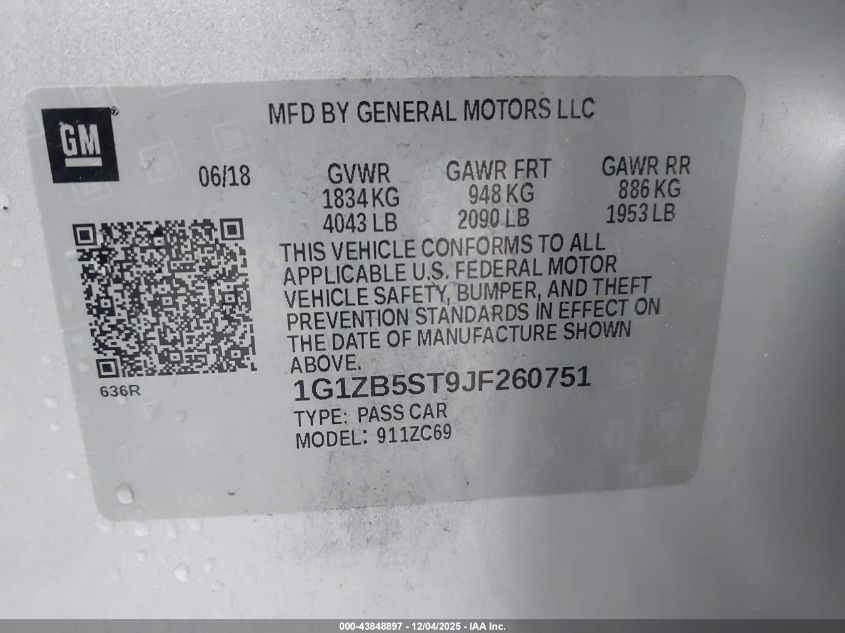 MFD BY GENERAL MOTORS LLC
GM
06/18 GVWR GAWR FRT GAWR RR
1834 KG 948 KG 886 KG
4043 LB 2090 LB 1953 LB
THIS VEHICLE CONFORMS TO ALL
APPLICABLE U.S. FEDERAL MOTOR
VEHICLE SAFETY, BUMPER, AND THEFT
PREVENTION STANDARDS IN EFFECT ON
THE DATE OF MANUFACTURE SHOWN
ABOVE.
636R
1G1ZB5ST9JF260751
TYPE: PASS CAR
MODEL: 911ZC69
000-43848897 - 12/04/2025 - IAA Inc.